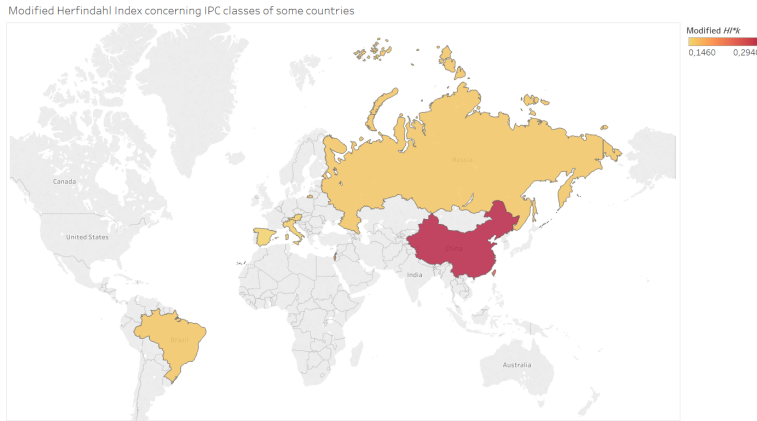 Modified Herfindahl Index concerning IPC classes of some countries
Modified HI*k
0,1460
0,2940
Canada
Russia
United States
China
India
Brazil
Australia